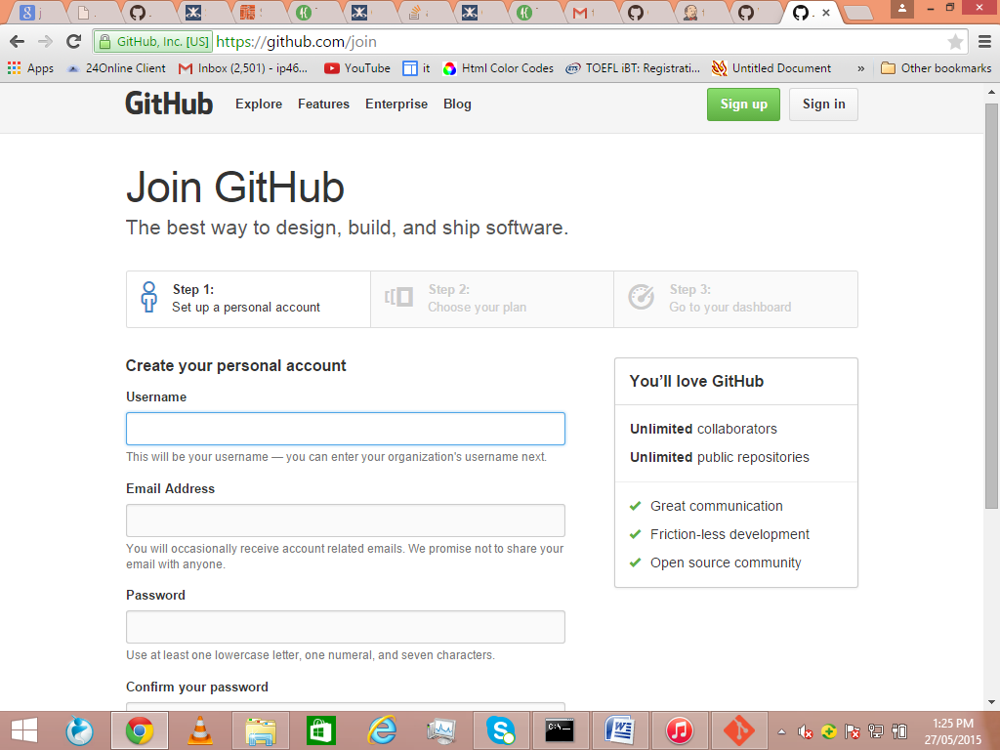 GitHub, Inc. [US] https://github.com/join
Apps 24Online Client Inbox (2,501) - ip46... YouTube it Html Color Codes TOEFL iBT: Registrati... Untitled Document » Other bookmarks
GitHub Explore Features Enterprise Blog Sign up Sign in
Join GitHub
The best way to design, build, and ship software.
Step 1:
Set up a personal account
Step 2:
Choose your plan
Step 3:
Go to your dashboard
Create your personal account
Username
This will be your username — you can enter your organization's username next.
Email Address
You will occasionally receive account related emails. We promise not to share your
email with anyone.
Password
Use at least one lowercase letter, one numeral, and seven characters.
Confirm your password
You'll love GitHub
Unlimited collaborators
Unlimited public repositories
Great communication
Friction-less development
Open source community
1:25 PM
27/05/2015